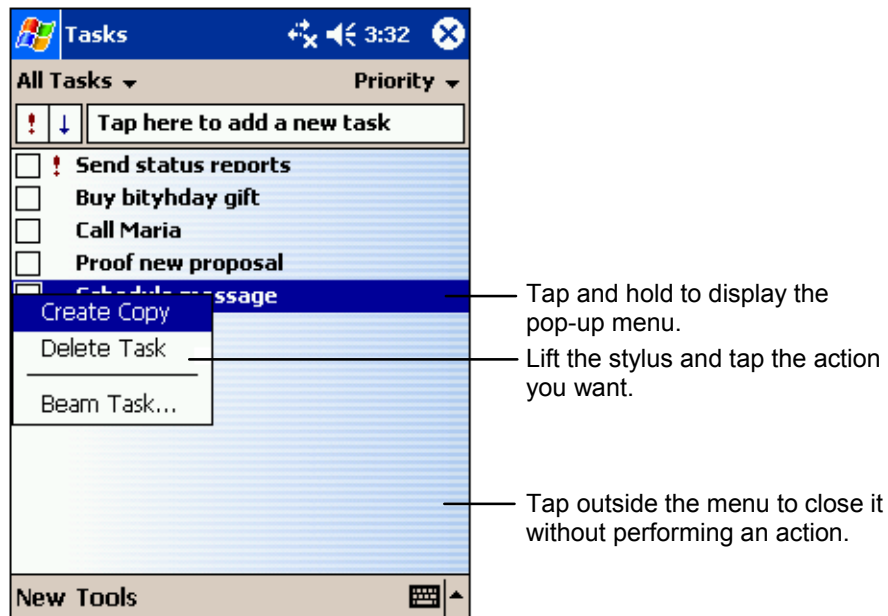 Tasks 3:32
All Tasks Priority
Tap here to add a new task
Send status reports
Buy bityhday gift
Call Maria
Proof new proposal
Schedule message
Create Copy
Delete Task
Beam Task...
Tap and hold to display the
pop-up menu.
Lift the stylus and tap the action
you want.
Tap outside the menu to close it
without performing an action.
New Tools